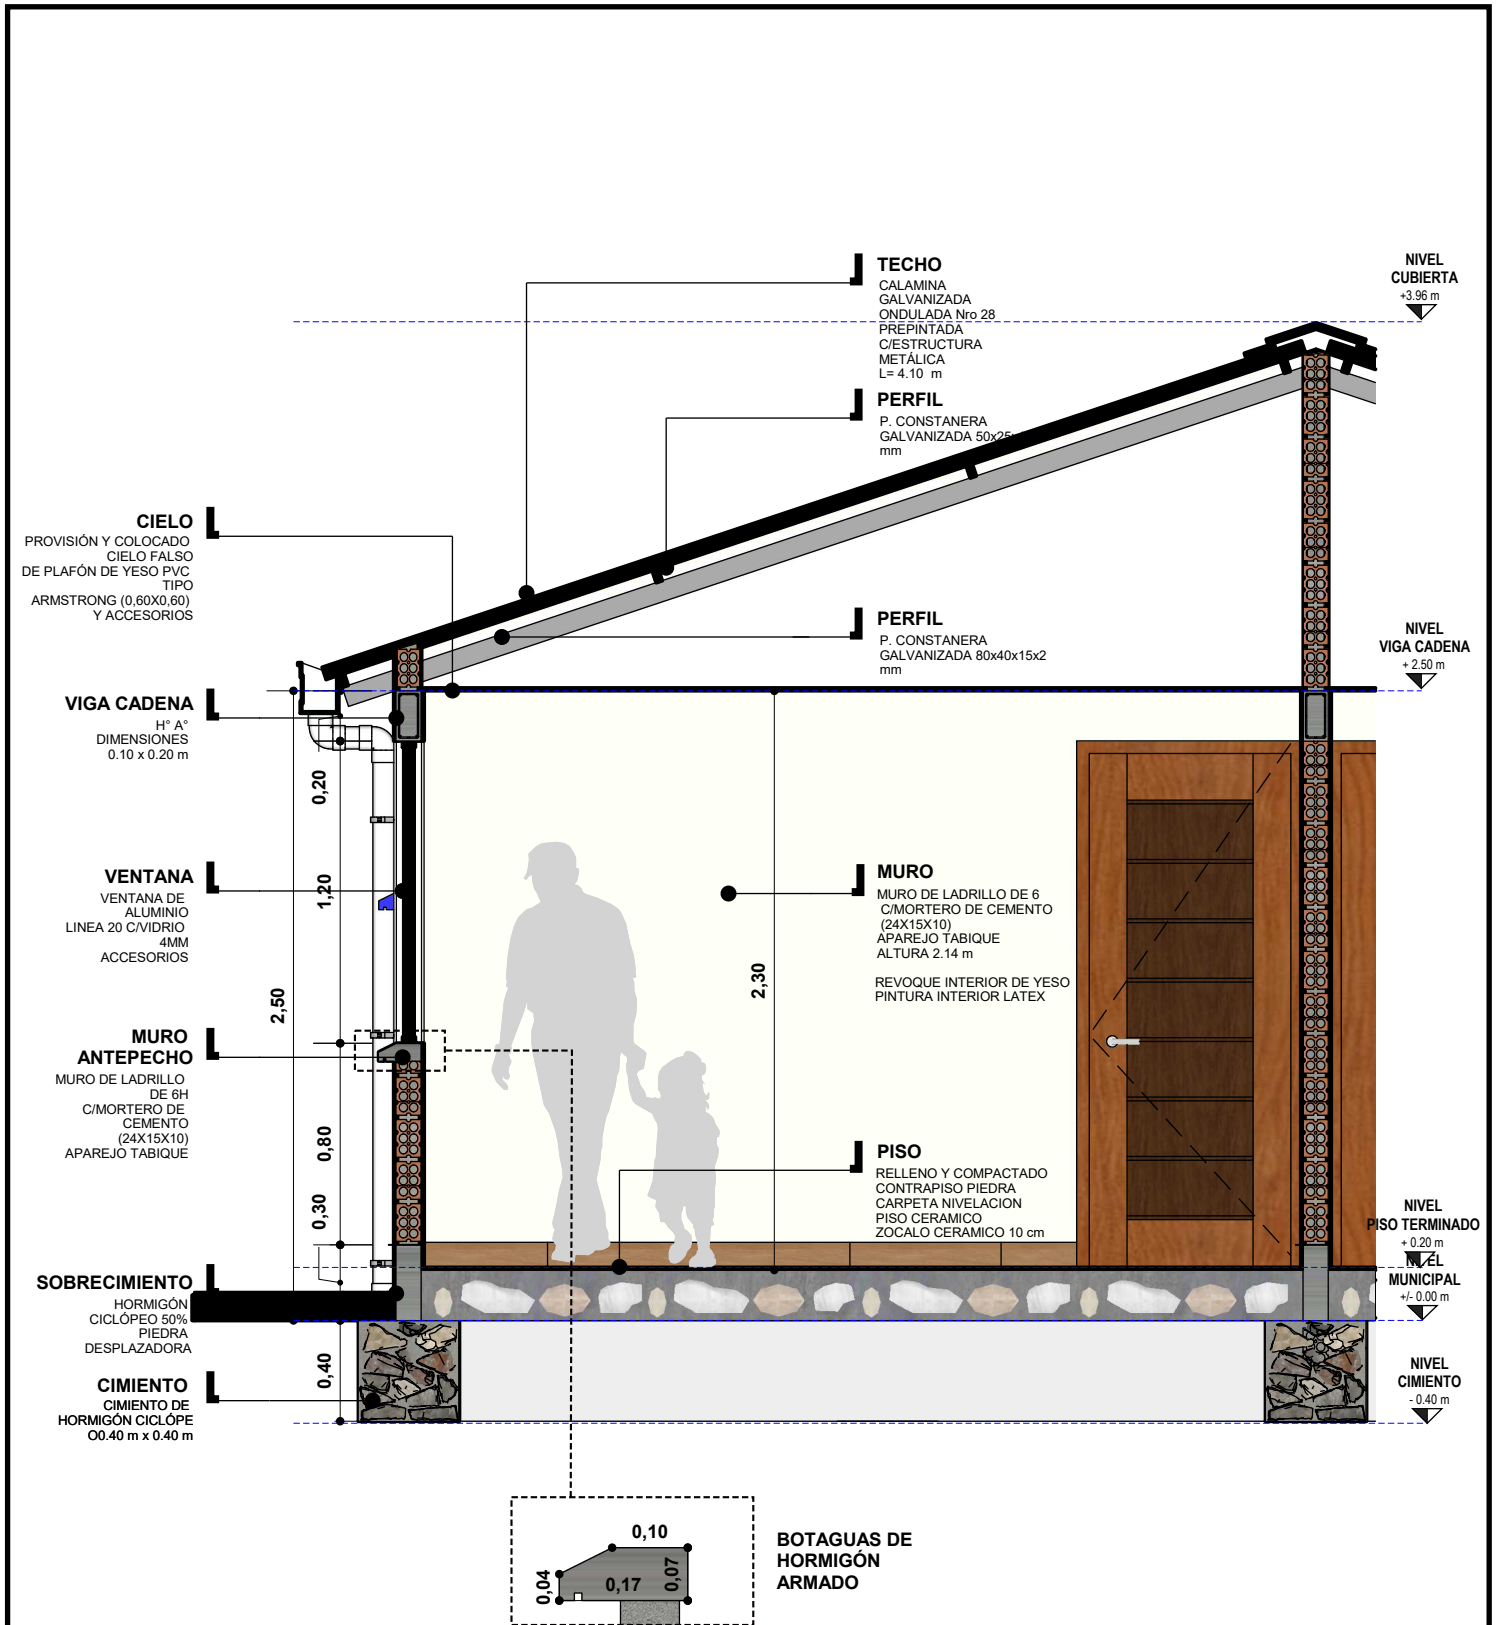 TECHO
CALAMINA
GALVANIZADA
ONDULADA Nro 28
PREPINTADA
C/ESTRUCTURA
METÁLICA
L= 4.10 m
PERFIL
P. CONSTANERA
GALVANIZADA 50x25
mm
PERFIL
P. CONSTANERA
GALVANIZADA 80x40x15x2
mm
NIVEL
CUBIERTA
+3.96 m
NIVEL
VIGA CADENA
+ 2.50 m
CIELO
PROVISIÓN Y COLOCADO
CIELO FALSO
DE PLAFÓN DE YESO PVC
TIPO
ARMSTRONG (0,60X0,60)
Y ACCESORIOS
VIGA CADENA
H° A°
DIMENSIONES
0.10 x 0.20 m
VENTANA
VENTANA DE
ALUMINIO
LINEA 20 C/VIDRIO
4MM
ACCESORIOS
MURO
ANTEPECHO
MURO DE LADRILLO
DE 6H
C/MORTERO DE
CEMENTO
(24X15X10)
APAREJO TABIQUE
SOBRECIMIENTO
HORMIGÓN
CICLÓPEO 50%
PIEDRA
DESPLAZADORA
CIMIENTO
CIMIENTO DE
HORMIGÓN CICLÓPE
O0.40 m x 0.40 m
2,50
0,20
1,20
0,80
0,30
0,40
2,30
MURO
MURO DE LADRILLO DE 6
C/MORTERO DE CEMENTO
(24X15X10)
APAREJO TABIQUE
ALTURA 2.14 m
REVOQUE INTERIOR DE YESO
PINTURA INTERIOR LATEX
PISO
RELLENO Y COMPACTADO
CONTRAPISO PIEDRA
CARPETA NIVELACION
PISO CERAMICO
ZOCALO CERAMICO 10 cm
NIVEL
PISO TERMINADO
+ 0.20 m
NIVEL
MUNICIPAL
+/- 0.00 m
NIVEL
CIMIENTO
- 0.40 m
0,10
0,04
0,17
0,07
BOTAGUAS DE
HORMIGÓN
ARMADO